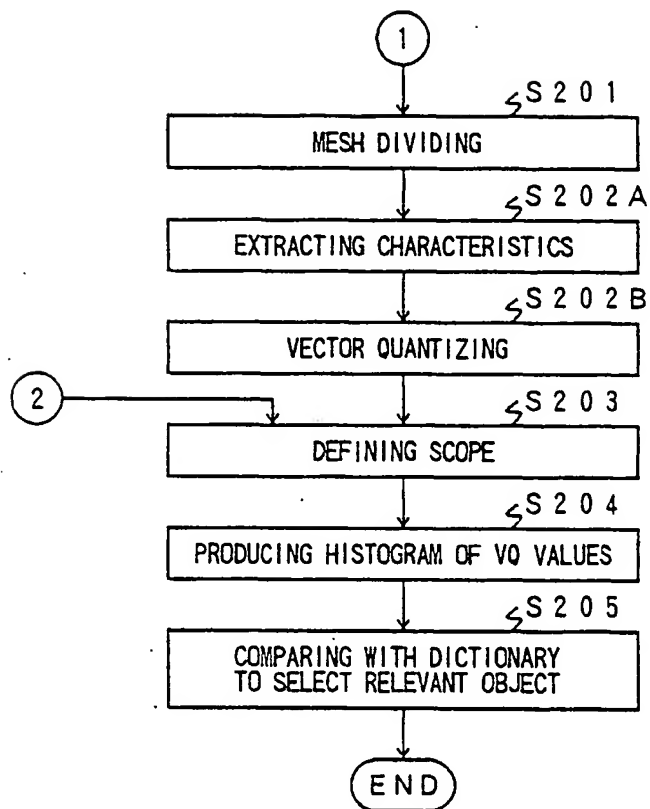 1
S201
MESH DIVIDING
S202A
EXTRACTING CHARACTERISTICS
S202B
VECTOR QUANTIZING
2
S203
DEFINING SCOPE
S204
PRODUCING HISTOGRAM OF VQ VALUES
S205
COMPARING WITH DICTIONARY
TO SELECT RELEVANT OBJECT
END